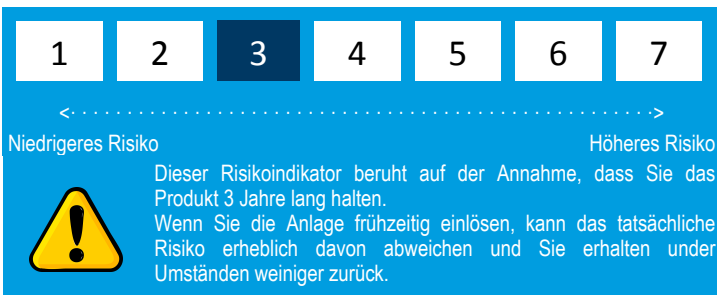 1 2 3 4 5 6 7
<· · · · · · · · · · · · · · · · · · · · · · · · · · · · · · · · · · · · · · · · · · · · · · · · · · · ·>
Niedrigeres Risiko Höheres Risiko
Dieser Risikoindikator beruht auf der Annahme, dass Sie das
Produkt 3 Jahre lang halten.
Wenn Sie die Anlage frühzeitig einlösen, kann das tatsächliche
Risiko erheblich davon abweichen und Sie erhalten under
Umständen weiniger zurück.